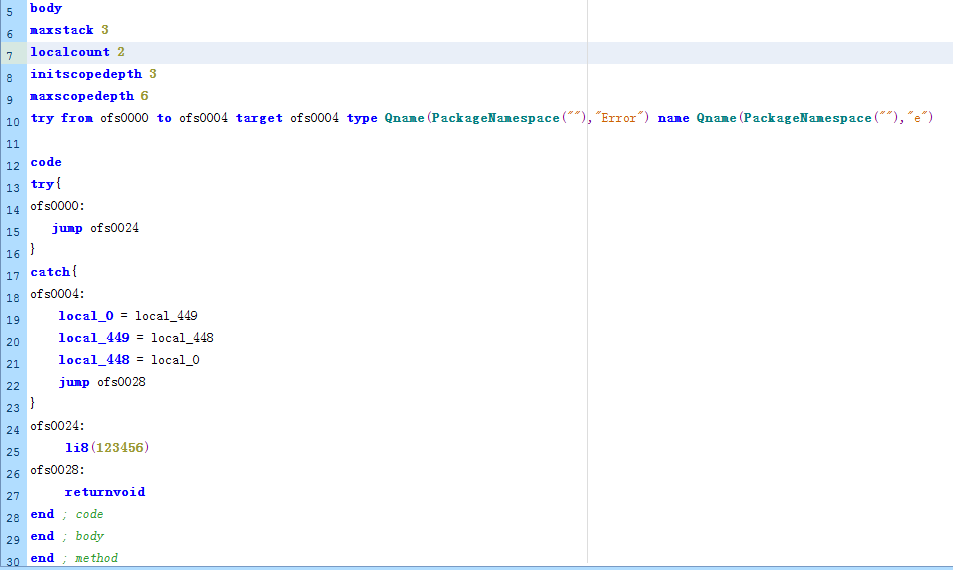 5 body
6 maxstack 3
7 localcount 2
8 initscopedepth 3
9 maxscopedepth 6
10 try from ofs0000 to ofs0004 target ofs0004 type Qname(PackageNamespace(""),"Error") name Qname(PackageNamespace(""),"e")
11
12 code
13 try{
14 ofs0000:
15 jump ofs0024
16 }
17 catch{
18 ofs0004:
19 local_0 = local_449
20 local_449 = local_448
21 local_448 = local_0
22 jump ofs0028
23 }
24 ofs0024:
25 li8(123456)
26 ofs0028:
27 returnvoid
28 end ; code
29 end ; body
30 end ; method